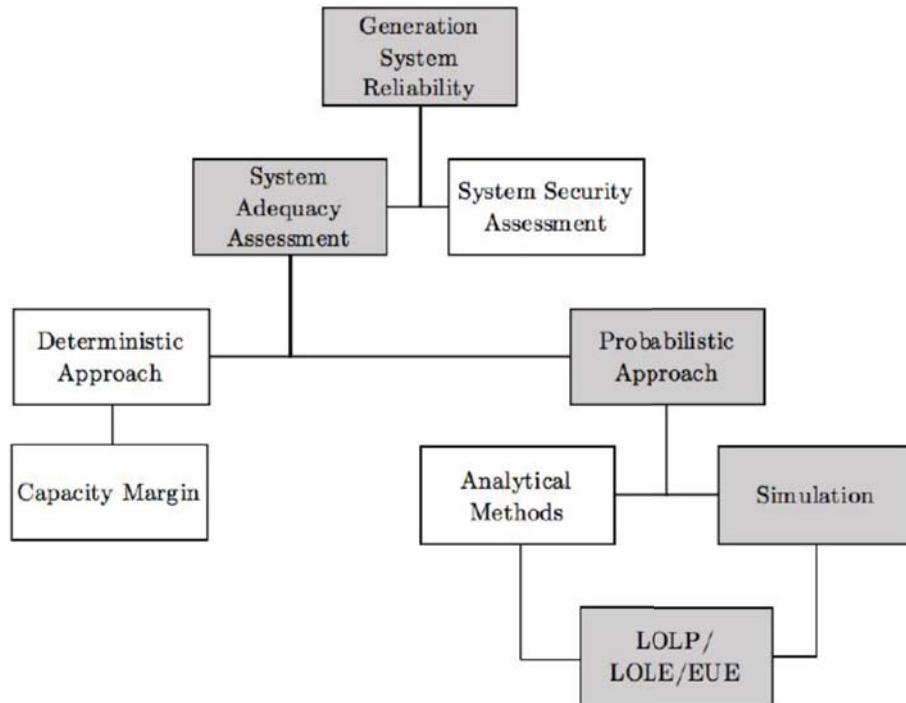 Generation
System
Reliability
System
Adequacy
Assessment
System Security
Assessment
Deterministic
Approach
Probabilistic
Approach
Capacity Margin
Analytical
Methods
Simulation
LOLP/
LOLE/EUE